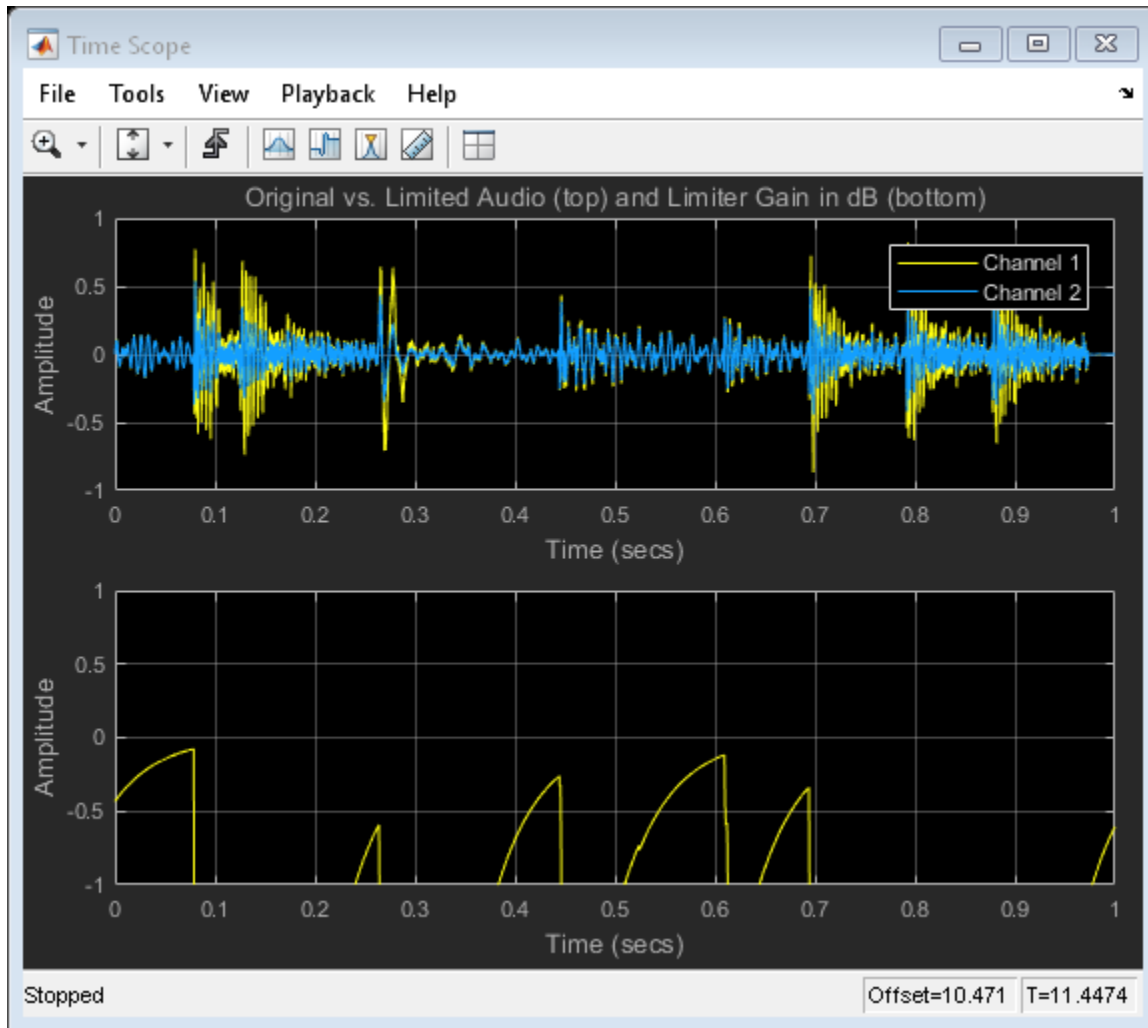 Time Scope
File Tools View Playback Help
Original vs. Limited Audio (top) and Limiter Gain in dB (bottom)
1
0.5
0
-0.5
-1
Amplitude
Channel 1
Channel 2
0 0.1 0.2 0.3 0.4 0.5 0.6 0.7 0.8 0.9 1
Time (secs)
1
0.5
0
-0.5
-1
Amplitude
0 0.1 0.2 0.3 0.4 0.5 0.6 0.7 0.8 0.9 1
Time (secs)
Stopped Offset=10.471 T=11.4474